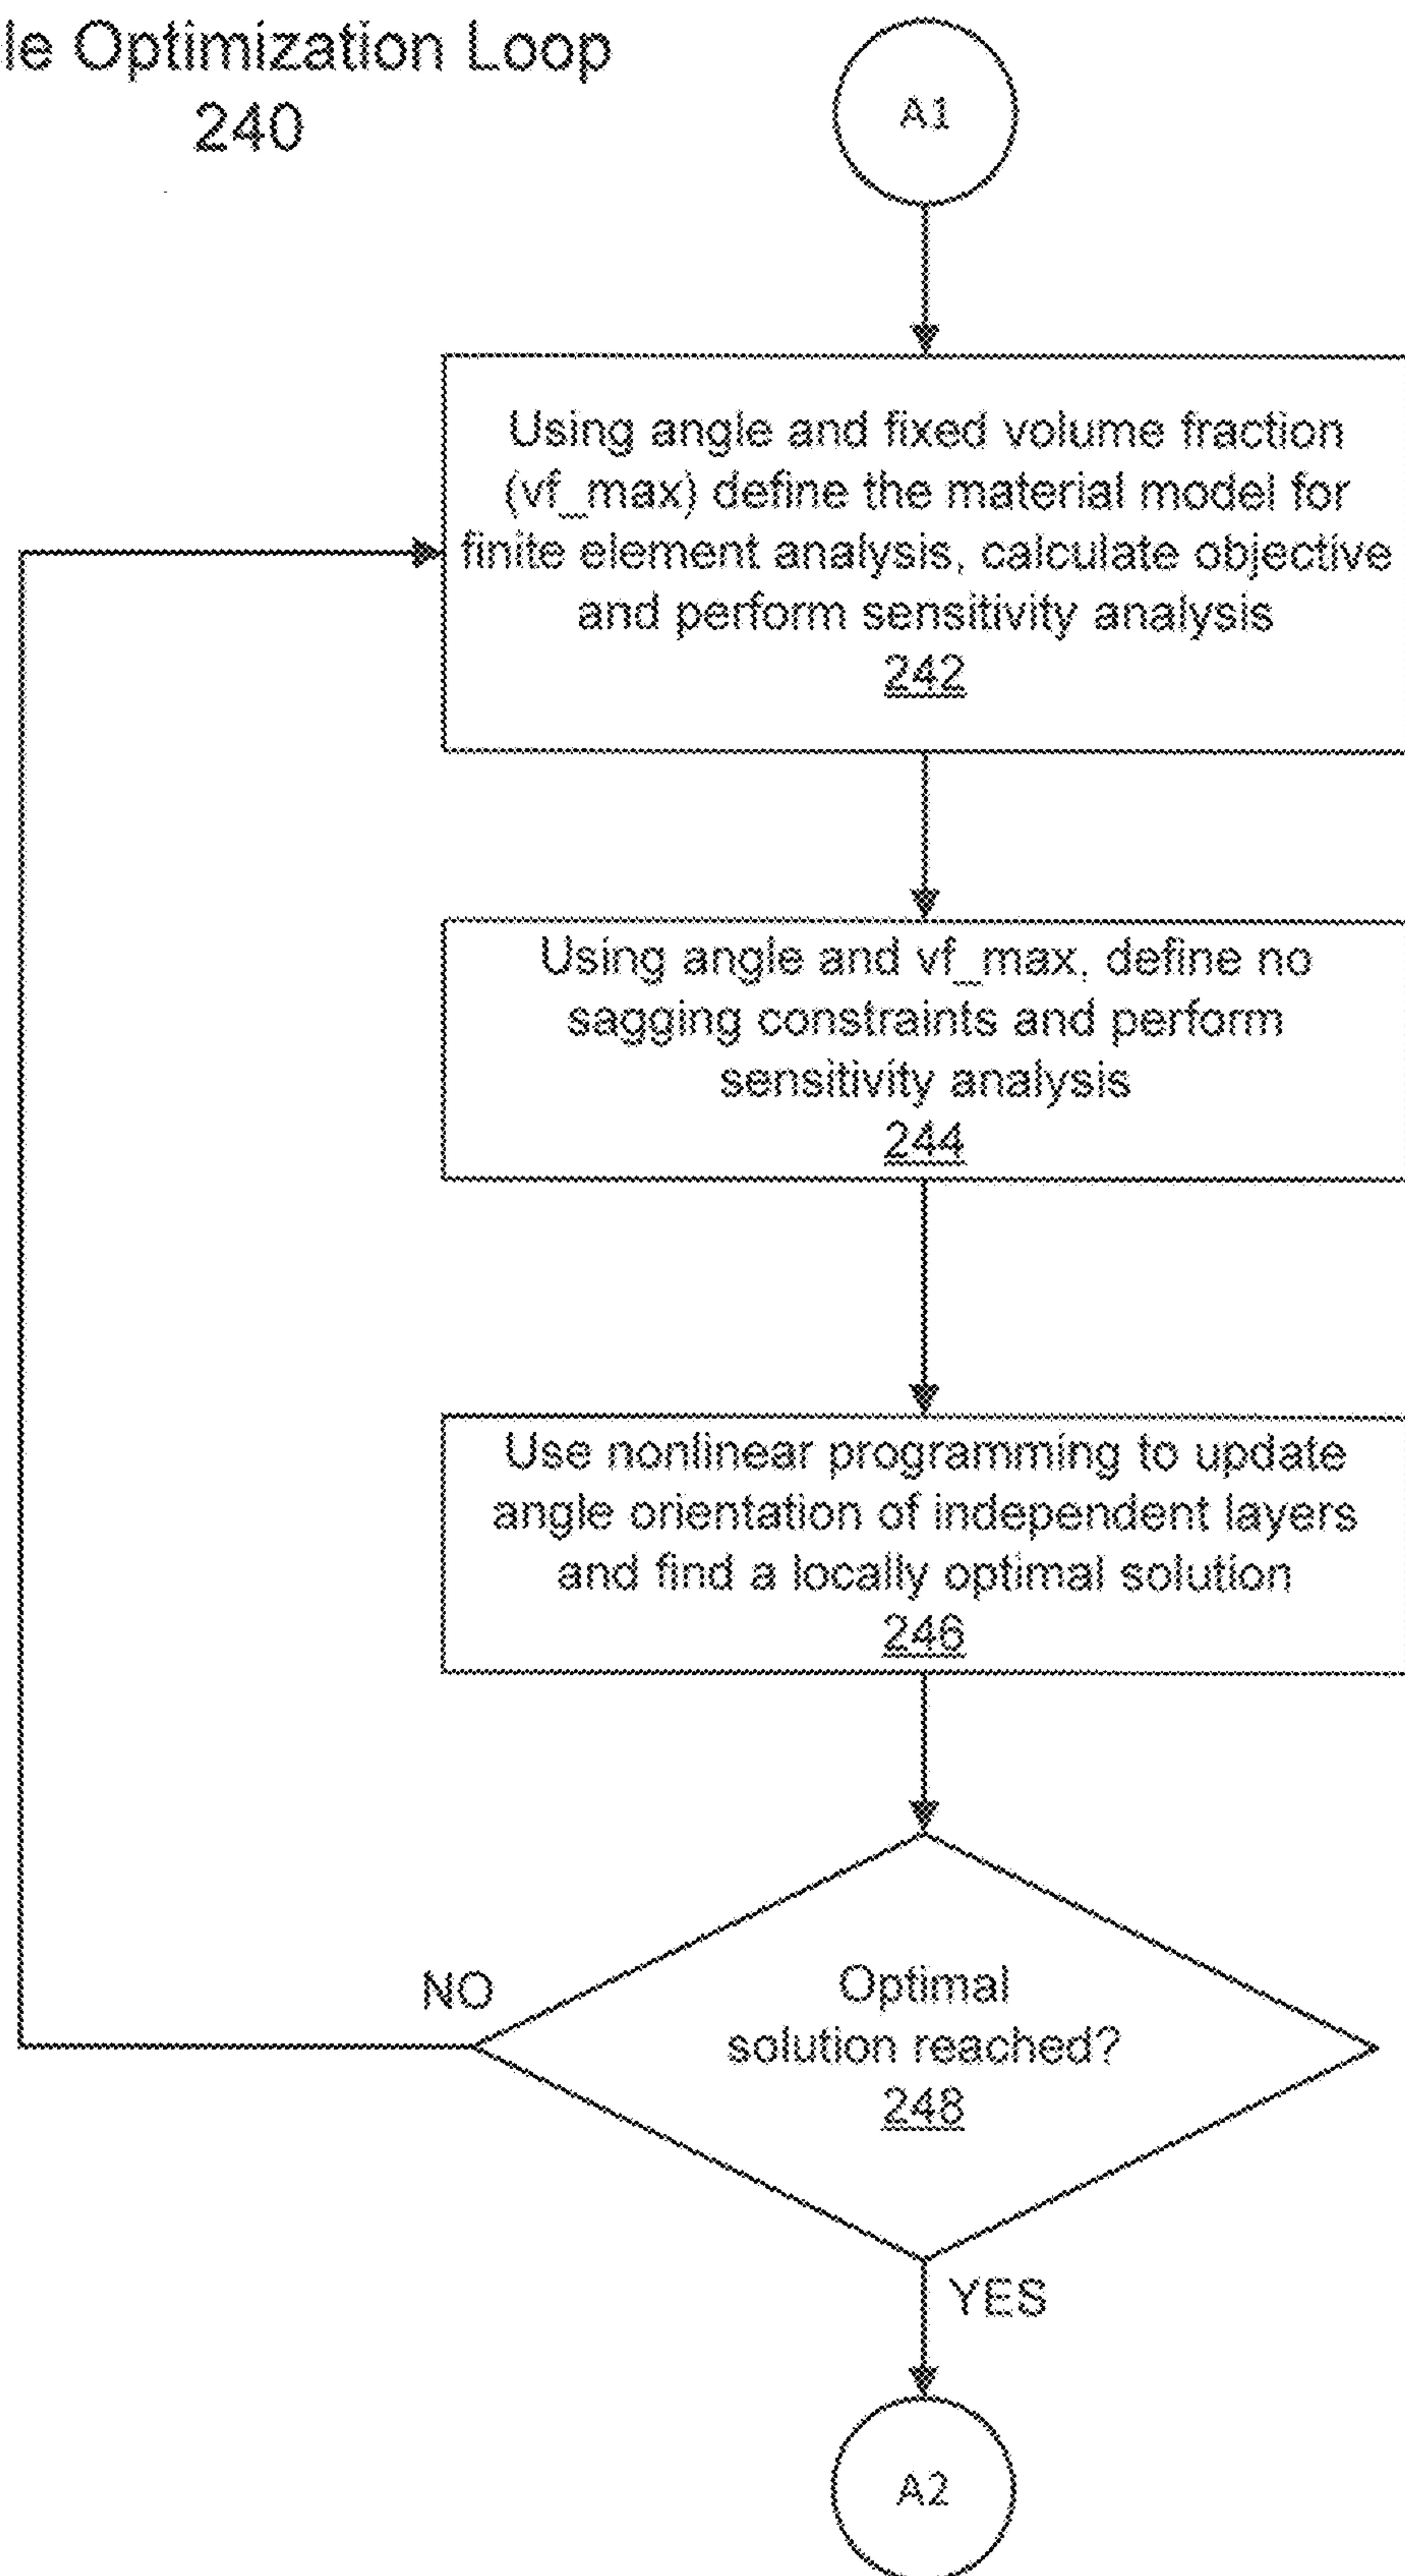 le Optimization Loop
240
A1
Using angle and fixed volume fraction
(vf_max) define the material model for
finite element analysis, calculate objective
and perform sensitivity analysis
242
Using angle and vf_max, define no
sagging constraints and perform
sensitivity analysis
244
Use nonlinear programming to update
angle orientation of independent layers
and find a locally optimal solution
246
NO
Optimal
solution reached?
248
YES
A2